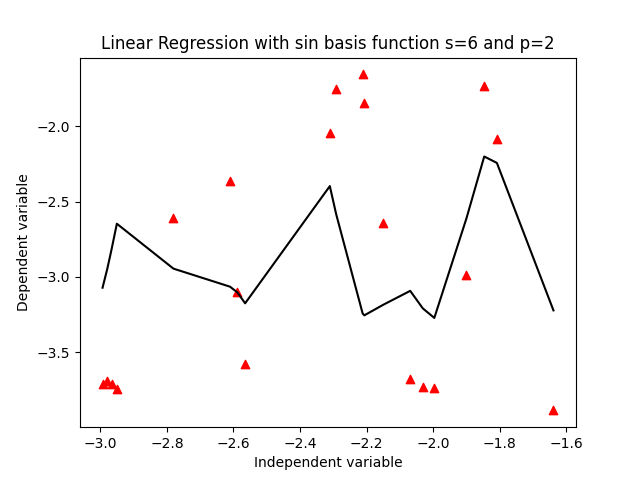 Linear Regression with sin basis function s=6 and p=2
Dependent variable
−2.0
−2.5
−3.0
−3.5
−3.0 −2.8 −2.6 −2.4 −2.2 −2.0 −1.8 −1.6
Independent variable